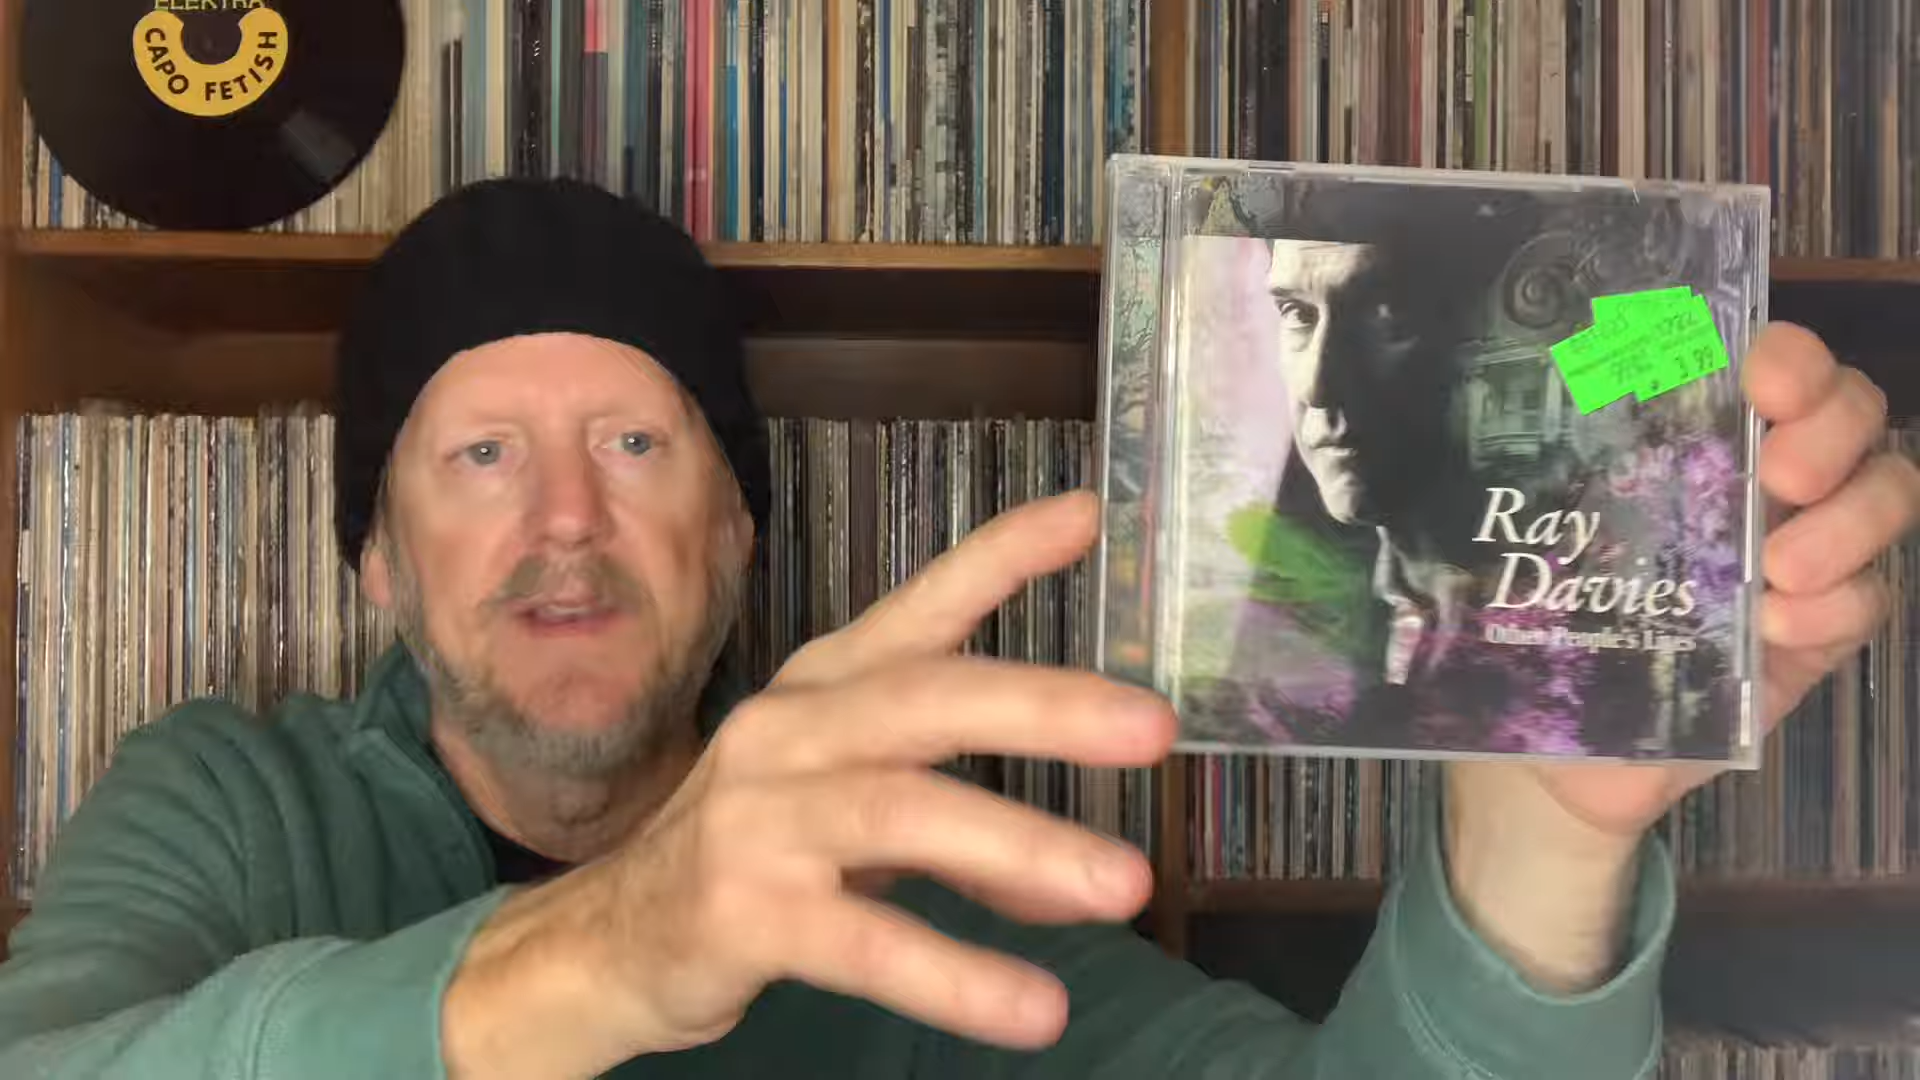 ELEKTRA
CAPO FETISH
3.99
Ray
Davies
Other People's Lives